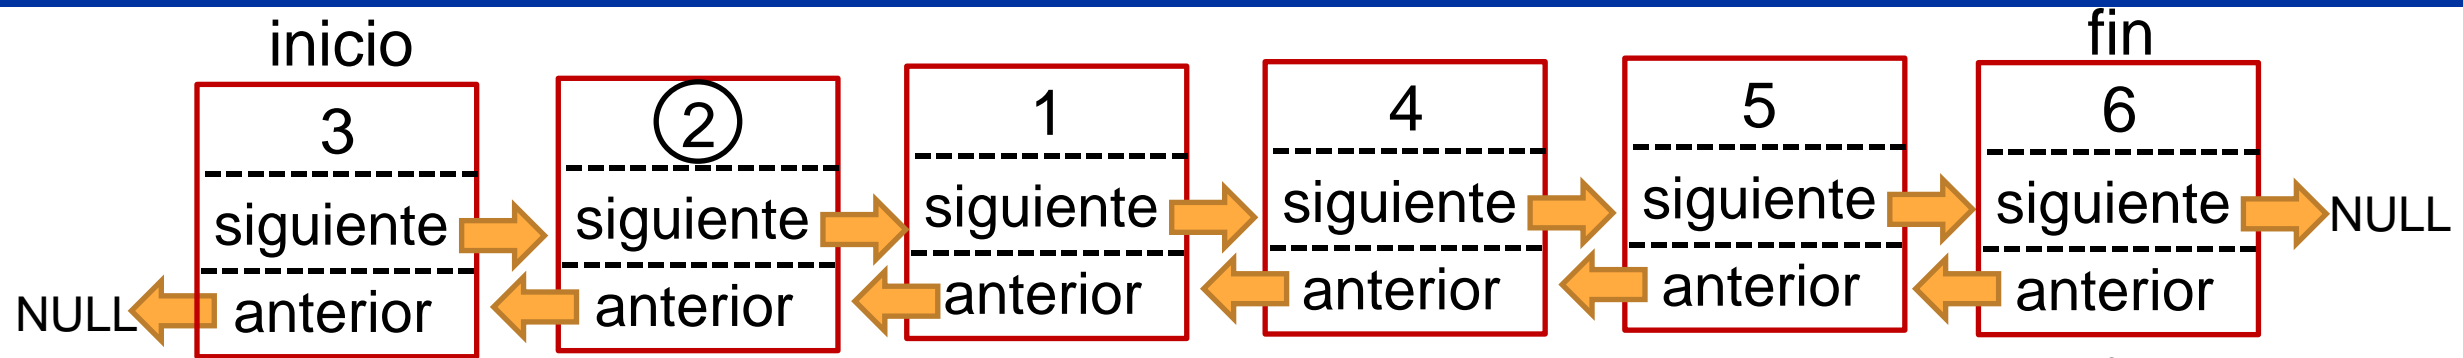 inicio fin
3 2 1 4 5 6
siguiente siguiente siguiente siguiente siguiente siguiente NULL
NULL anterior anterior anterior anterior anterior anterior